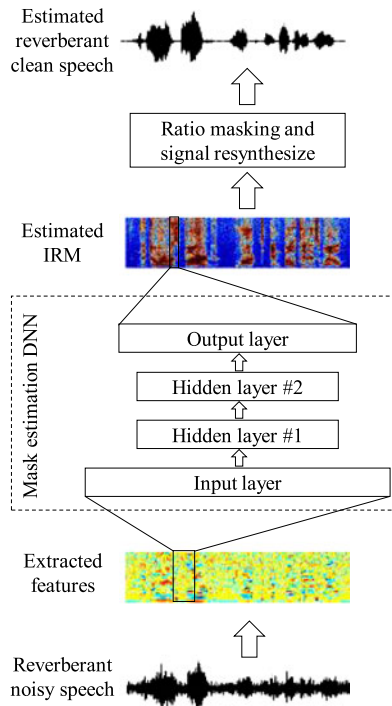 Estimated
reverberant
clean speech
Ratio masking and
signal resynthesize
Estimated
IRM
Mask estimation DNN
Output layer
Hidden layer #2
Hidden layer #1
Input layer
Extracted
features
Reverberant
noisy speech